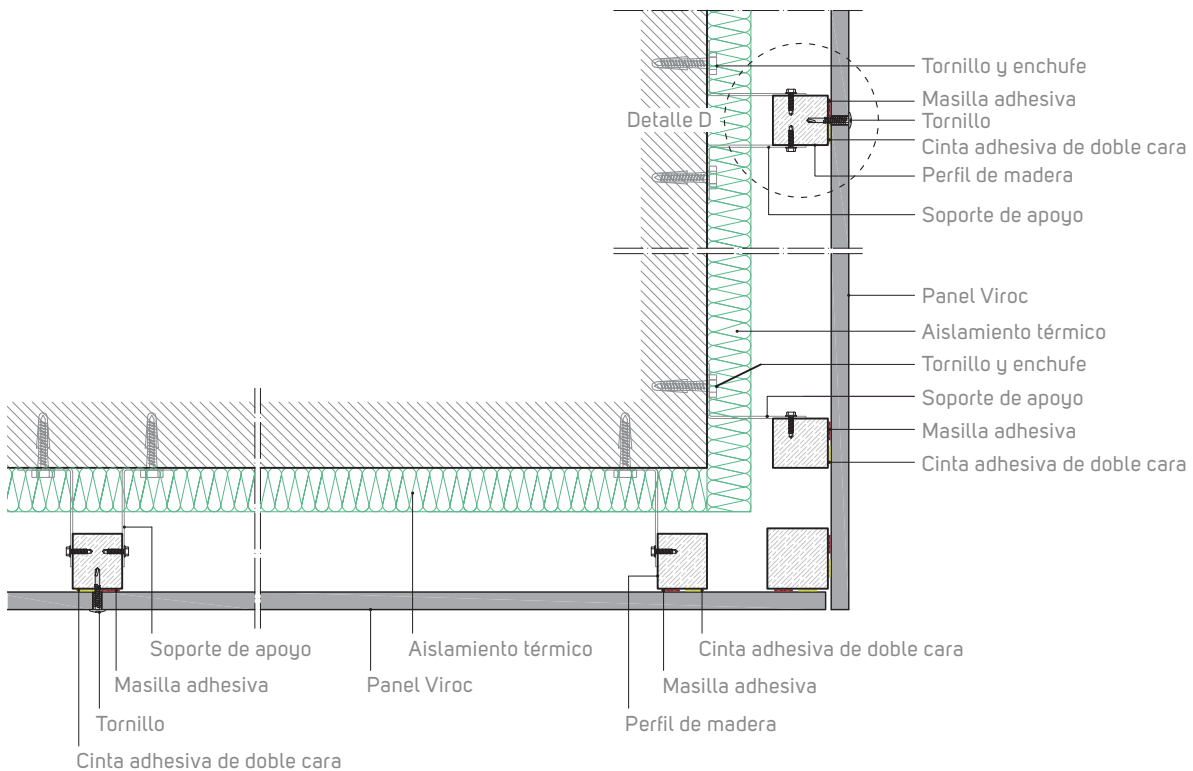 Tornillo y enchufe
Masilla adhesiva
Detalle D
Tornillo
Cinta adhesiva de doble cara
Perfil de madera
Soporte de apoyo
Panel Viroc
Aislamiento térmico
Tornillo y enchufe
Soporte de apoyo
Masilla adhesiva
Cinta adhesiva de doble cara
Soporte de apoyo
Aislamiento térmico
Cinta adhesiva de doble cara
Masilla adhesiva
Panel Viroc
Masilla adhesiva
Tornillo
Perfil de madera
Cinta adhesiva de doble cara